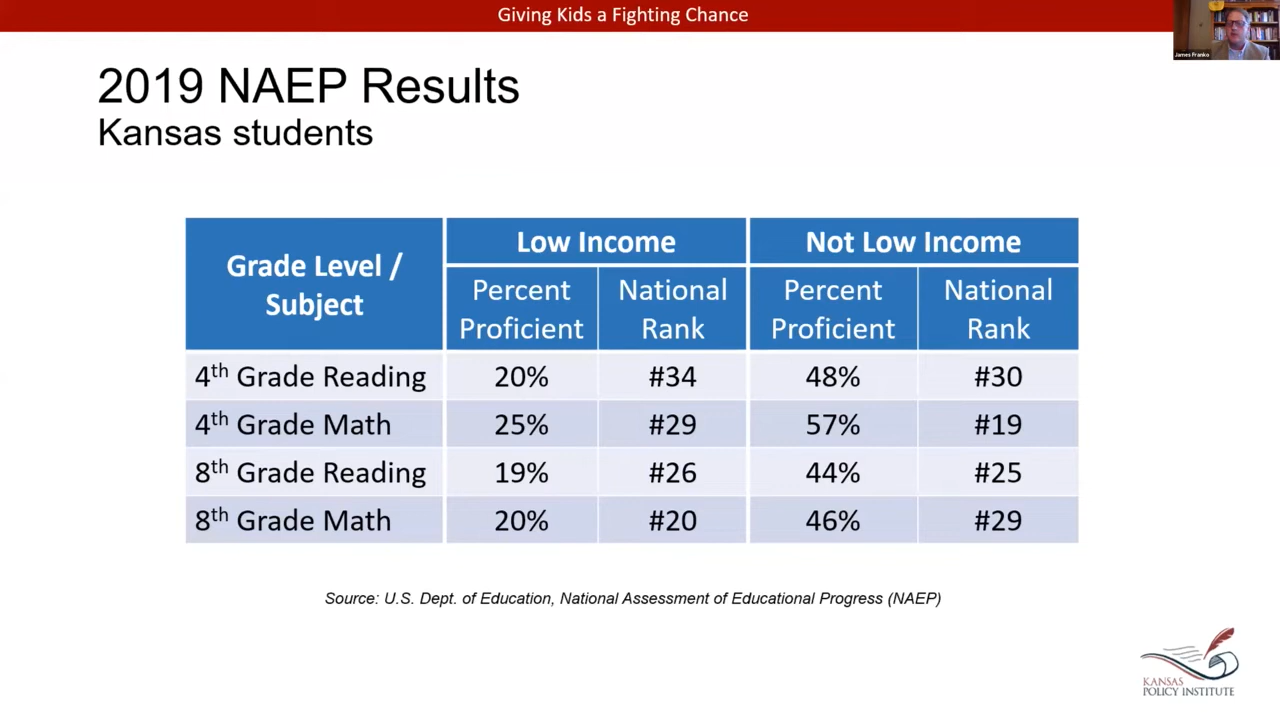 Giving Kids a Fighting Chance
James Franko
2019 NAEP Results
Kansas students
Grade Level / Subject
Low Income
Not Low Income
Percent Proficient
National Rank
Percent Proficient
National Rank
4th Grade Reading 20% #34 48% #30
4th Grade Math 25% #29 57% #19
8th Grade Reading 19% #26 44% #25
8th Grade Math 20% #20 46% #29
Source: U.S. Dept. of Education, National Assessment of Educational Progress (NAEP)
KANSAS
POLICY INSTITUTE